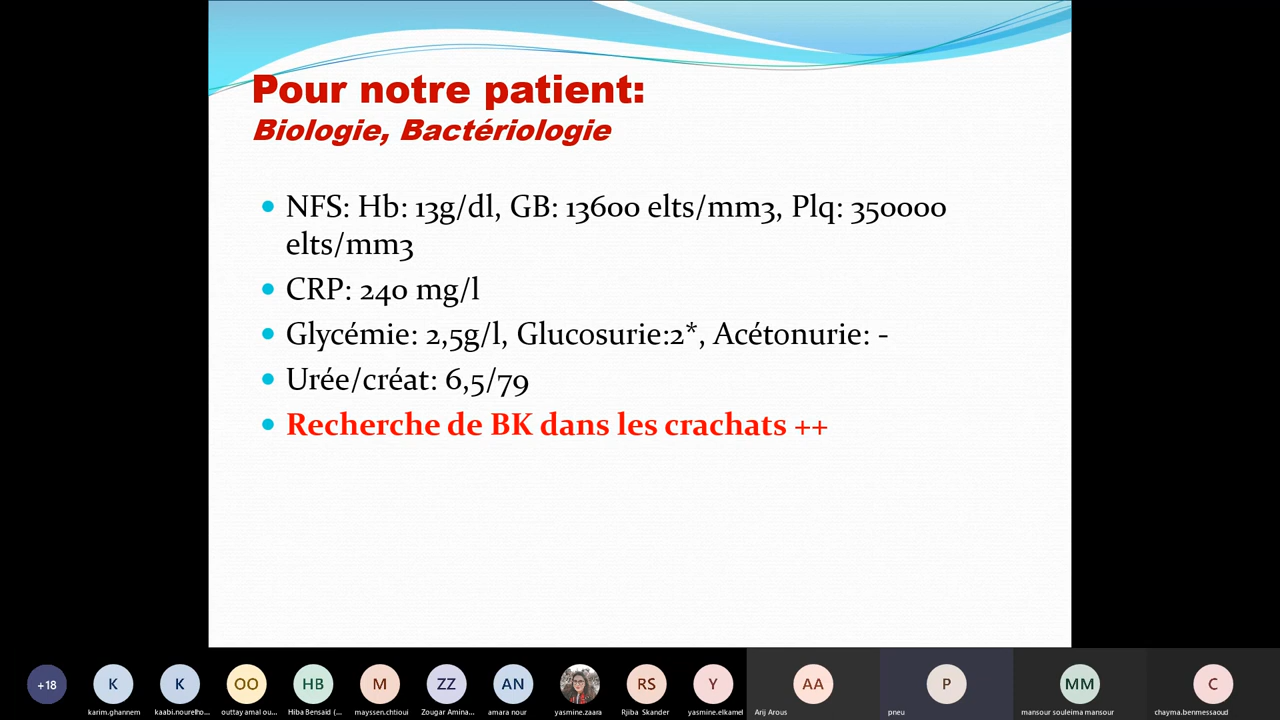 Pour notre patient:
Biologie, Bactériologie
NFS: Hb: 13g/dl, GB: 13600 elts/mm3, Plq: 350000
elts/mm3
CRP: 240 mg/l
Glycémie: 2,5g/l, Glucosurie:2*, Acétonurie: -
Urée/créat: 6,5/79
Recherche de BK dans les crachats ++
+18 K K OO HB M ZZ AN RS Y AA P MM C
karim.ghannem kaabi.nourelho... outtay amal ou... Hiba Bensaid (... mayssen.chtioui Zougar Amina... amara nour yasmine.zaara Rjiba Skander yasmine.elkamel Arij Arous pneu mansour souleima mansour chayma.benmessaoud